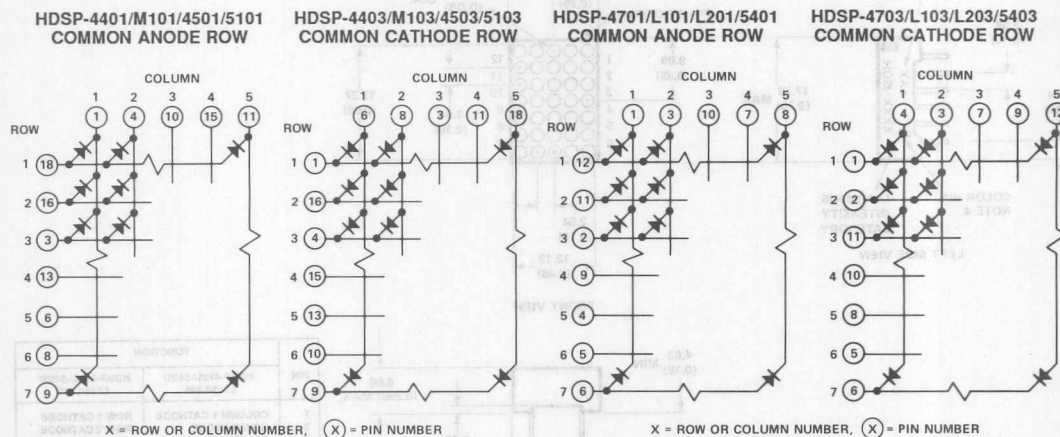 HDSP-4401/M101/4501/5101
COMMON ANODE ROW
COLUMN
1 2 3 4 5
1 4 10 15 11
ROW
1 18
2 16
3 3
4 13
5 6
6 8
7 9
HDSP-4403/M103/4503/5103
COMMON CATHODE ROW
COLUMN
1 2 3 4 5
6 8 3 11 18
ROW
1 1
2 16
3 4
4 15
5 13
6 10
7 9
X = ROW OR COLUMN NUMBER, X = PIN NUMBER
HDSP-4701/L101/L201/5401
COMMON ANODE ROW
COLUMN
1 2 3 4 5
1 3 10 7 8
ROW
1 12
2 11
3 2
4 9
5 4
6 5
7 6
HDSP-4703/L103/L203/5403
COMMON CATHODE ROW
COLUMN
1 2 3 4 5
4 3 7 9 12
ROW
1 1
2 2
3 11
4 10
5 8
6 5
7 6
X = ROW OR COLUMN NUMBER, X = PIN NUMBER